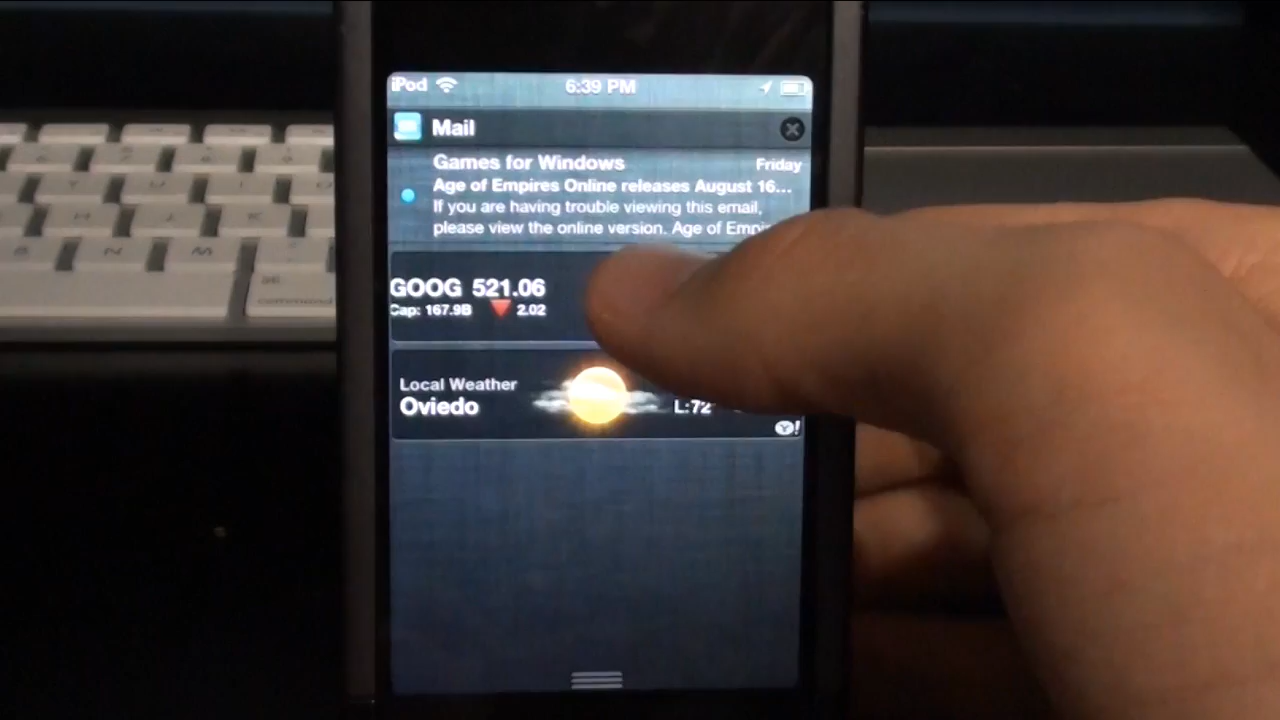 iPod
6:39 PM
Mail
Games for Windows
Friday
Age of Empires Online releases August 16...
If you are having trouble viewing this email,
please view the online version. Age of
GOOG 521.06
Cap: 167.9B 2.02
Local Weather
Oviedo
L:72°
Y!
command